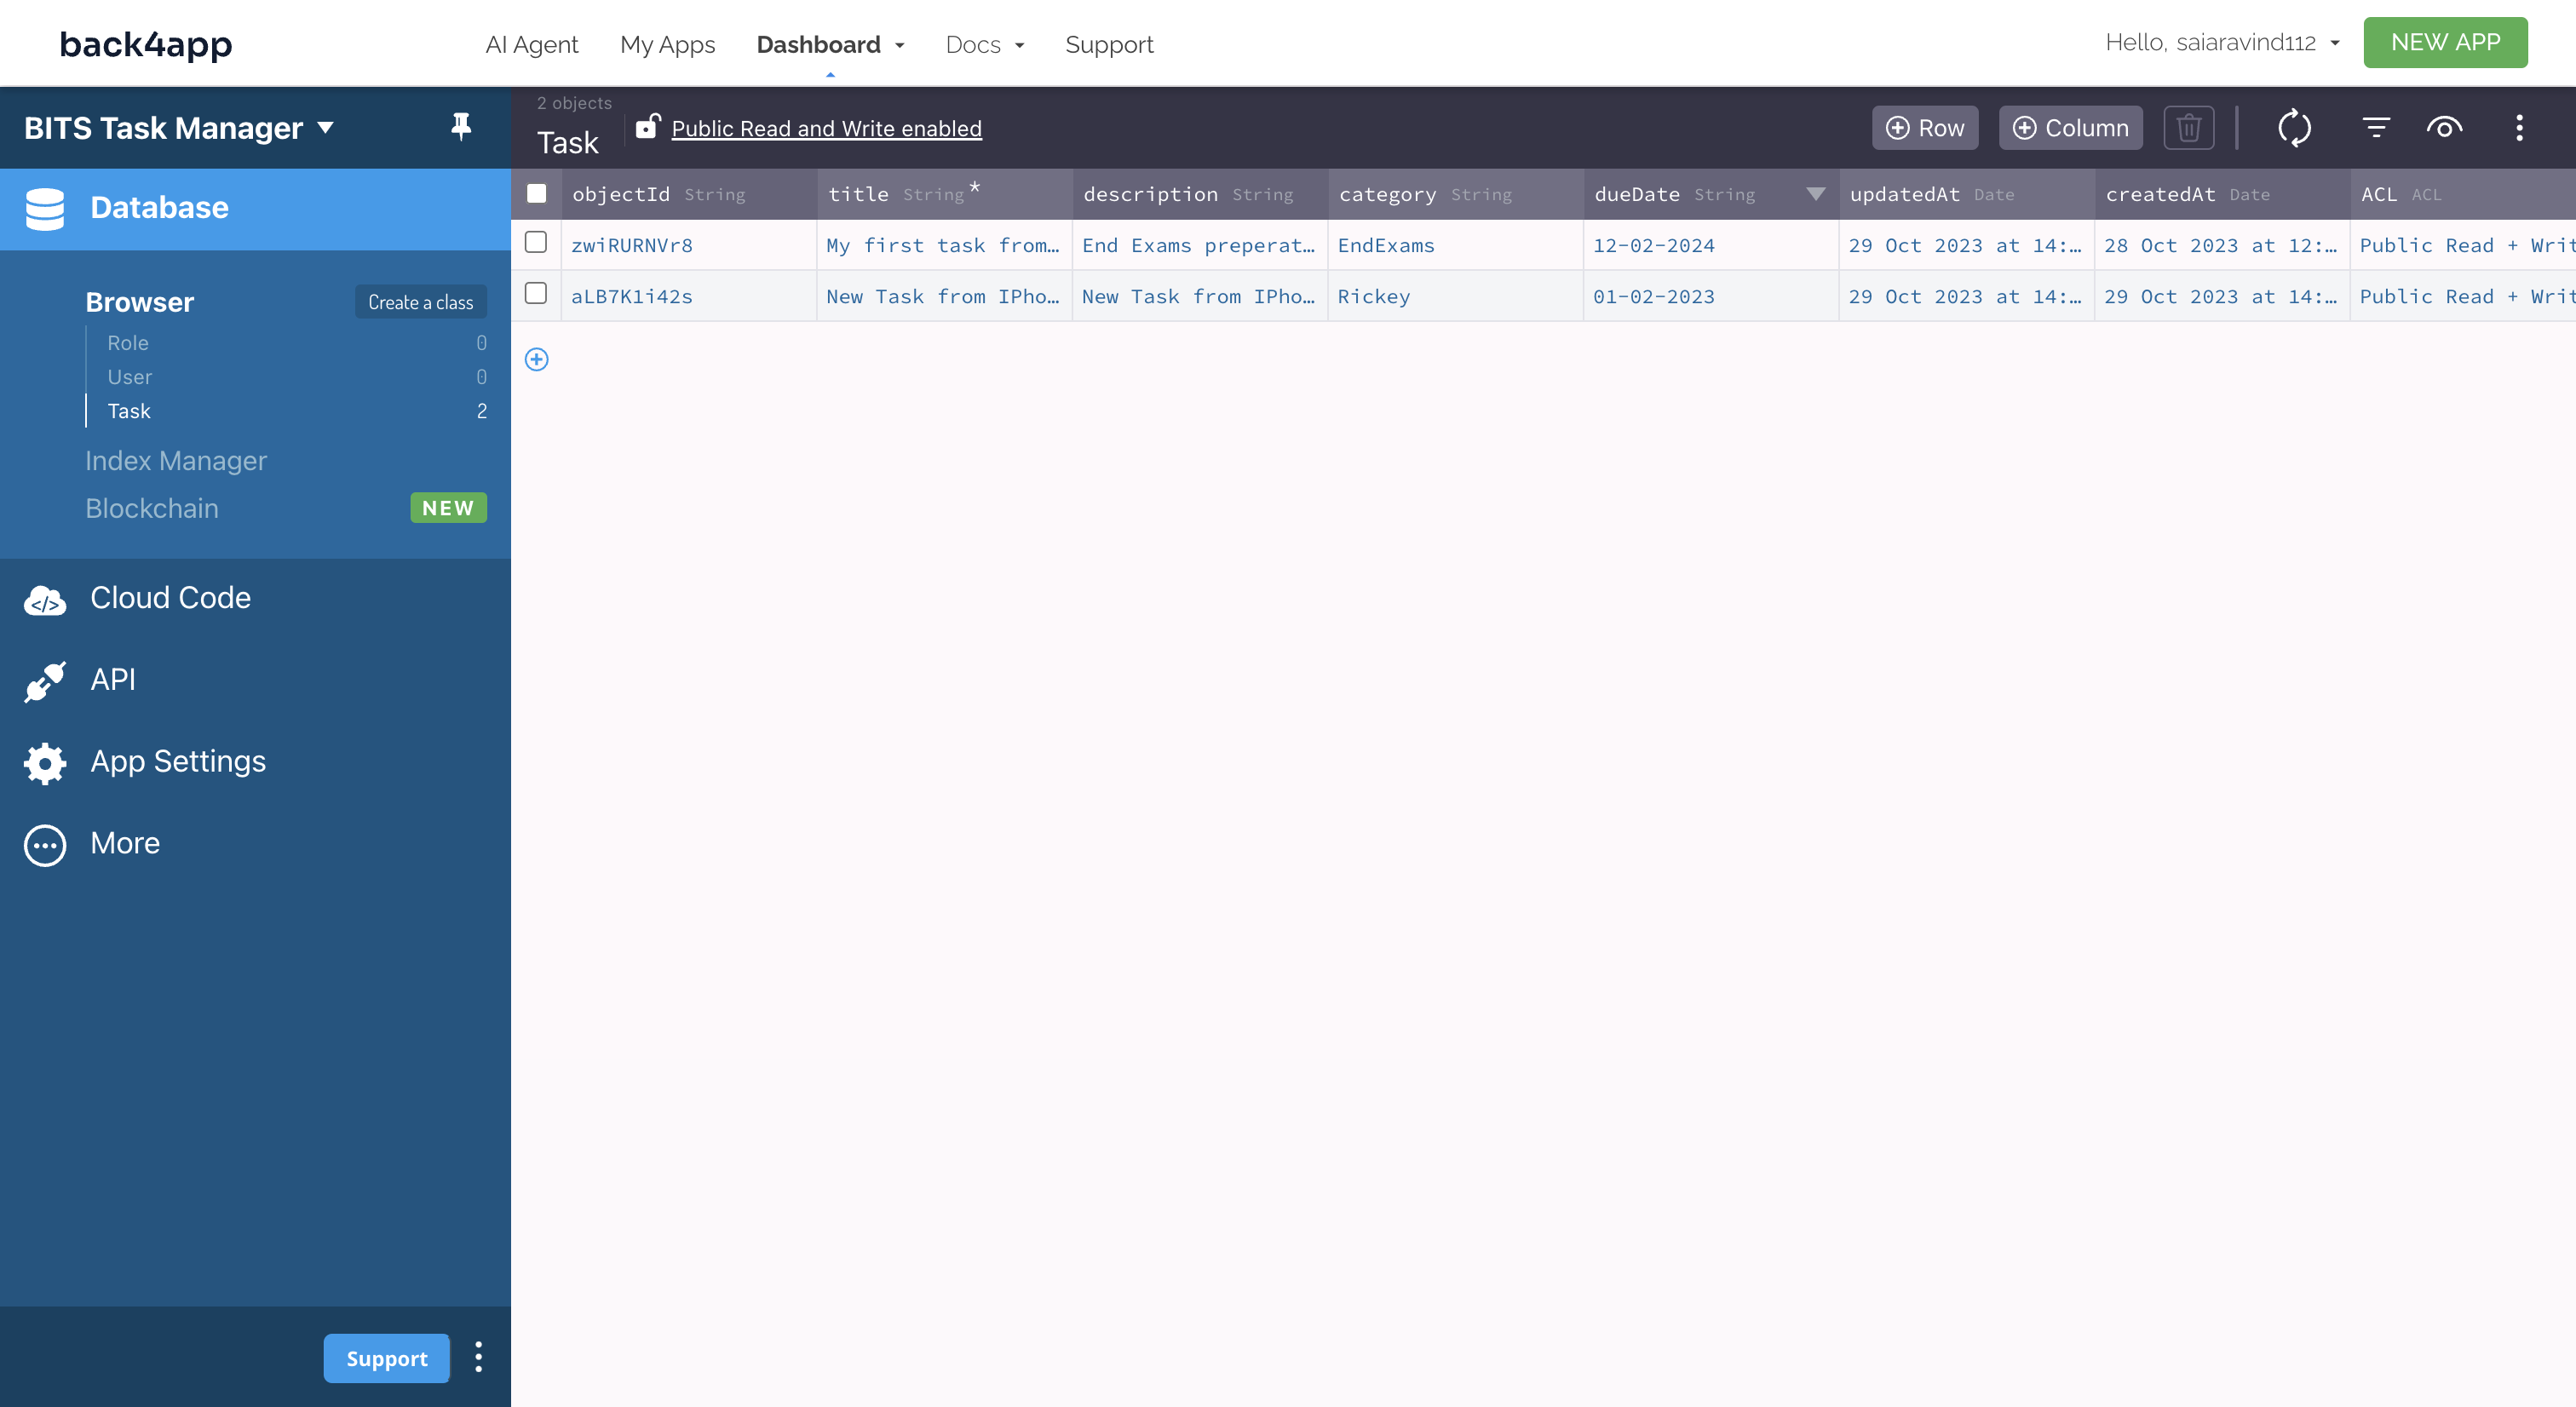 back4app
AI Agent My Apps Dashboard Docs Support
Hello, saiaravind112 NEW APP
BITS Task Manager
Database
Browser Create a class
Role 0
User 0
Task 2
Index Manager
Blockchain NEW
Cloud Code
API
App Settings
More
Support
2 objects
Task Public Read and Write enabled
Row Column
objectId String title String * description String category String dueDate String updatedAt Date createdAt Date ACL ACL
zwiRURNVr8 My first task from… End Exams preperat… EndExams 12-02-2024 29 Oct 2023 at 14:… 28 Oct 2023 at 12:… Public Read + Writ
aLB7K1i42s New Task from IPho… New Task from IPho… Rickey 01-02-2023 29 Oct 2023 at 14:… 29 Oct 2023 at 14:… Public Read + Writ